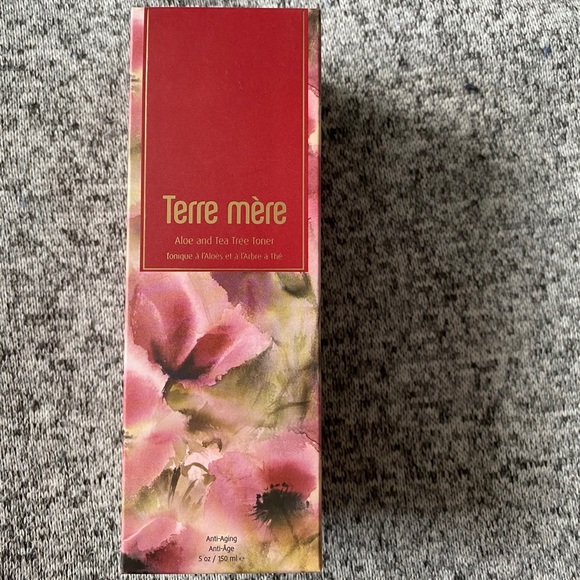 Terre mère
Aloe and Tea Tree Toner
Tonique à l'Aloès et à l'Arbre à Thé
Anti-Aging
Anti-Âge
5 oz / 150 ml e